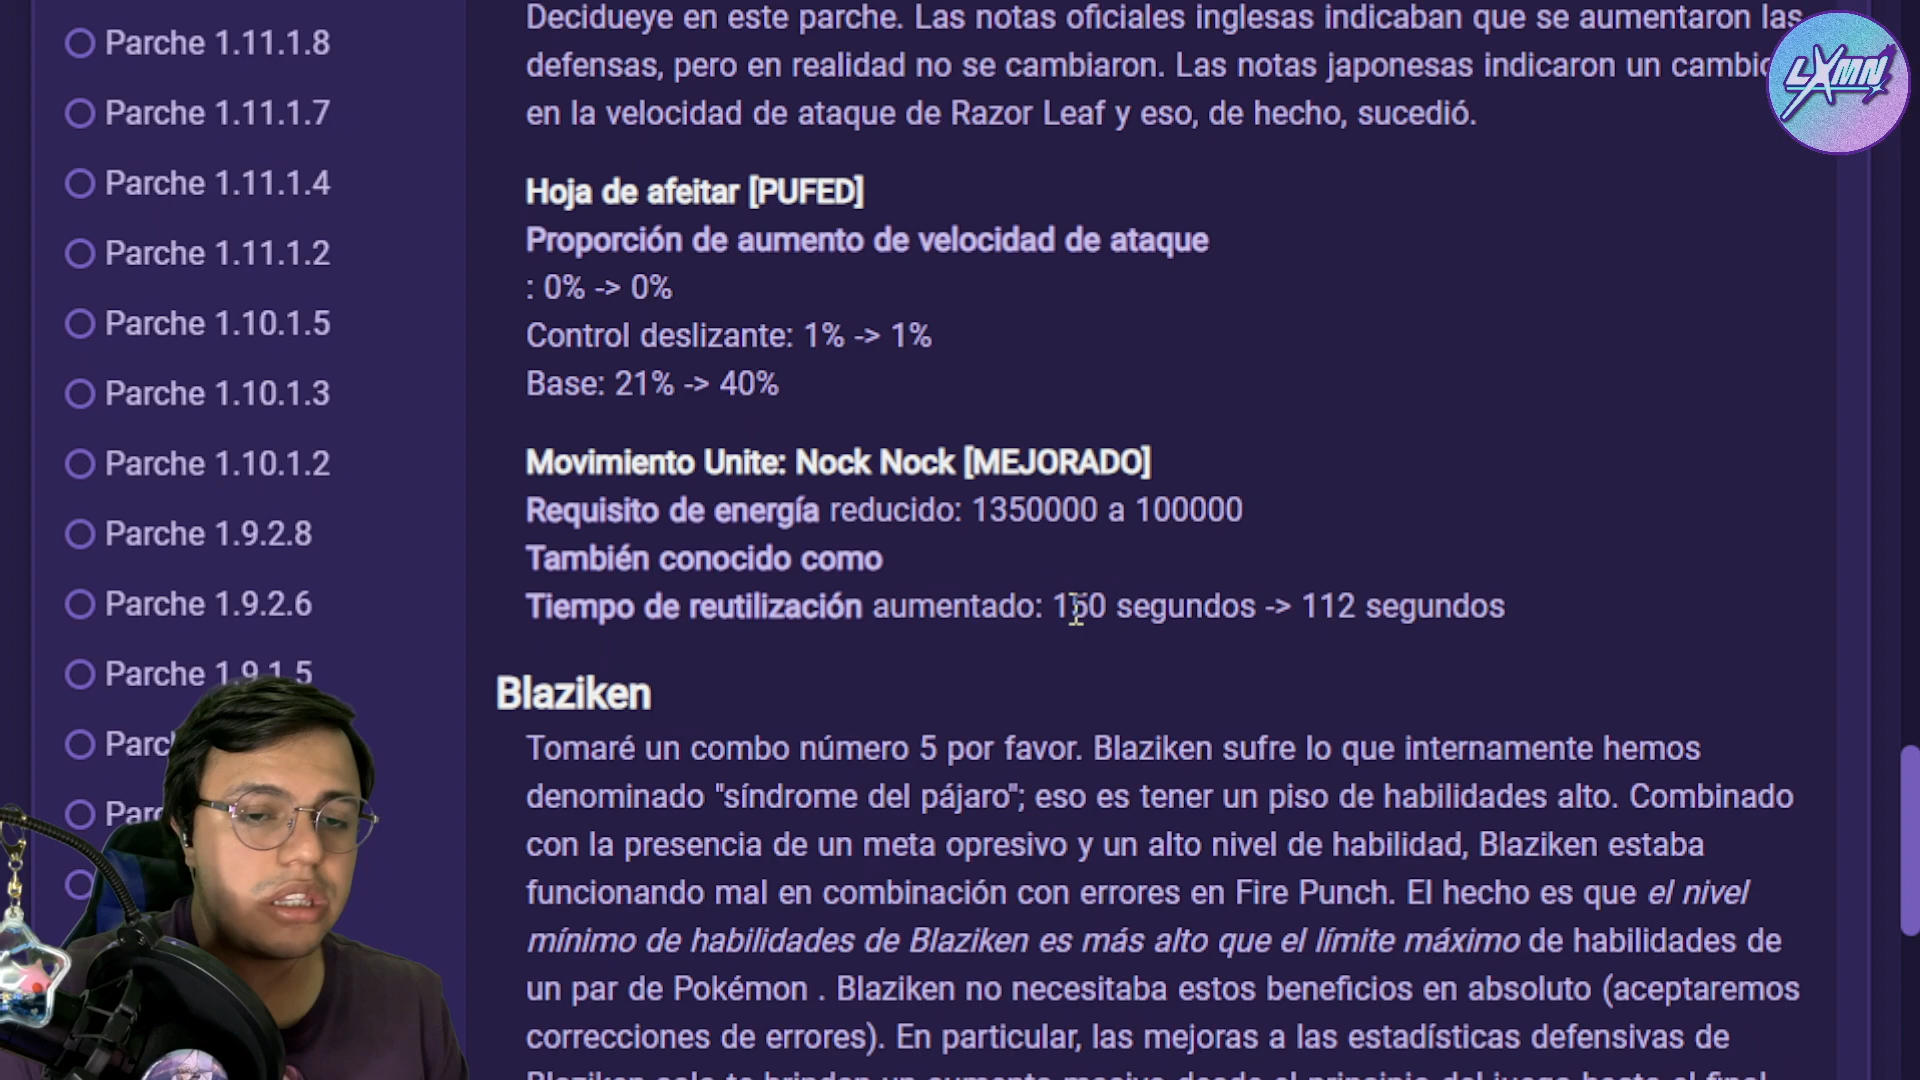 Parche 1.11.1.8
Parche 1.11.1.7
Parche 1.11.1.4
Parche 1.11.1.2
Parche 1.10.1.5
Parche 1.10.1.3
Parche 1.10.1.2
Parche 1.9.2.8
Parche 1.9.2.6
Parche 1.9.1.5
Decidueye en este parche. Las notas oficiales inglesas indicaban que se aumentaron las
defensas, pero en realidad no se cambiaron. Las notas japonesas indicaron un cambio
en la velocidad de ataque de Razor Leaf y eso, de hecho, sucedió.
Hoja de afeitar [PUFED]
Proporción de aumento de velocidad de ataque
: 0% -> 0%
Control deslizante: 1% -> 1%
Base: 21% -> 40%
Movimiento Unite: Nock Nock [MEJORADO]
Requisito de energía reducido: 1350000 a 100000
También conocido como
Tiempo de reutilización aumentado: 150 segundos -> 112 segundos
Blaziken
Tomaré un combo número 5 por favor. Blaziken sufre lo que internamente hemos
denominado "síndrome del pájaro"; eso es tener un piso de habilidades alto. Combinado
con la presencia de un meta opresivo y un alto nivel de habilidad, Blaziken estaba
funcionando mal en combinación con errores en Fire Punch. El hecho es que el nivel
mínimo de habilidades de Blaziken es más alto que el límite máximo de habilidades de
un par de Pokémon . Blaziken no necesitaba estos beneficios en absoluto (aceptaremos
correcciones de errores). En particular, las mejoras a las estadísticas defensivas de
LXMN